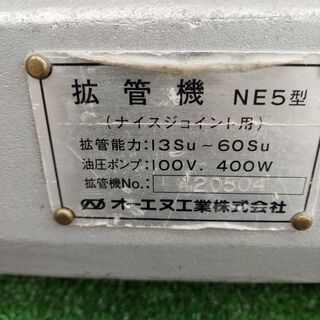 拡管機 NE5型
(ナイスジョイント用)
拡管能力:13Su~60Su
油圧ポンプ:100V. 400W
拡管機No.: 120504
オーエヌ工業株式会社